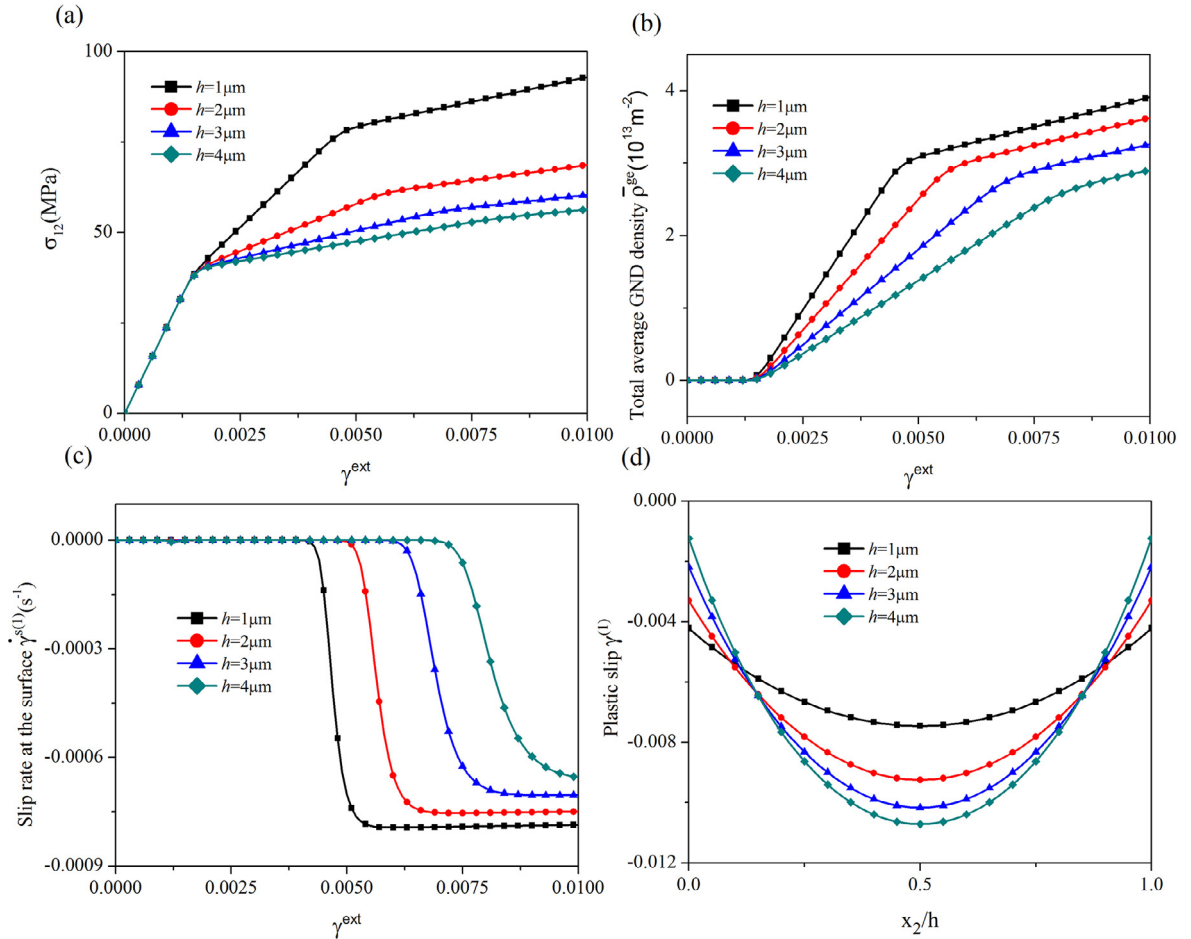 (a)
100
50
0
σ₁₂(MPa)
h=1μm
h=2μm
h=3μm
h=4μm
0.0000
0.0025
0.0050
0.0075
0.0100
γᵉˣᵗ
(b)
4
2
0
Total average GND density ρ̄ᵍᵉ(10¹³m⁻²)
h=1μm
h=2μm
h=3μm
h=4μm
0.0000
0.0025
0.0050
0.0075
0.0100
γᵉˣᵗ
(c)
0.0000
-0.0003
-0.0006
-0.0009
Slip rate at the surface γ̇ˢ⁽¹⁾(s⁻¹)
h=1μm
h=2μm
h=3μm
h=4μm
0.0000
0.0025
0.0050
0.0075
0.0100
γᵉˣᵗ
(d)
0.000
-0.004
-0.008
-0.012
Plastic slip γ⁽¹⁾
h=1μm
h=2μm
h=3μm
h=4μm
0.0
0.5
1.0
x₂/h